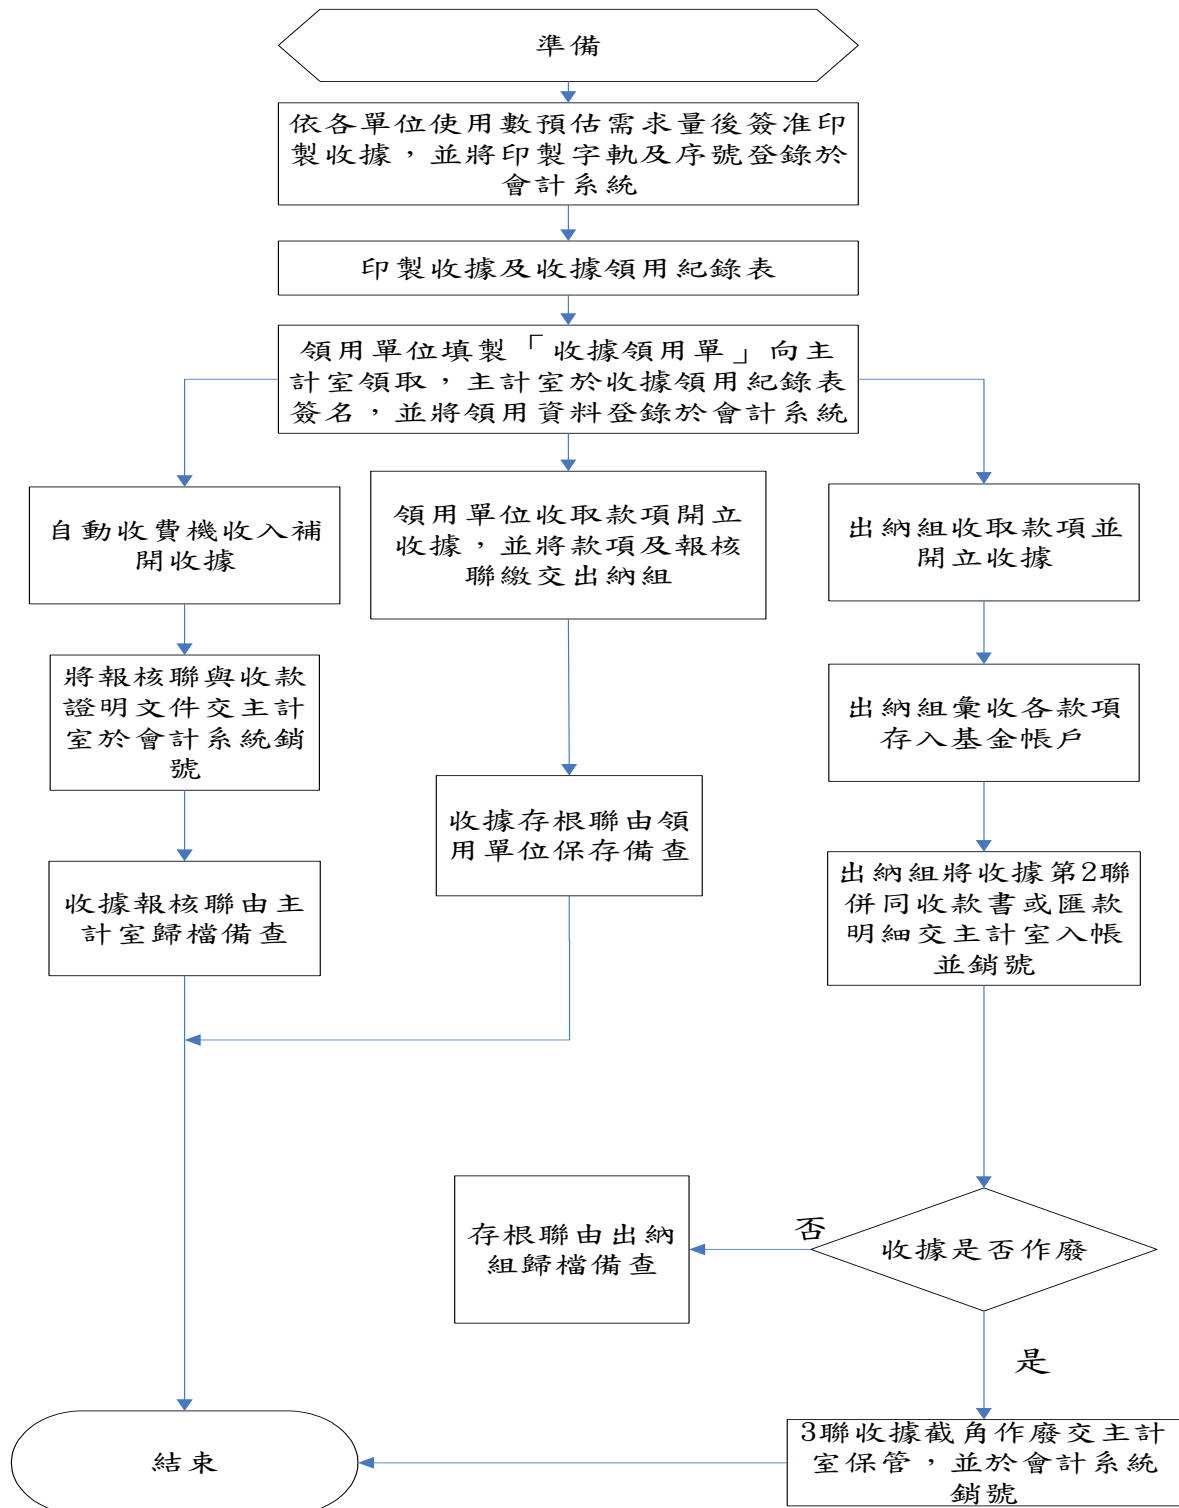 準備
依各單位使用數預估需求量後簽准印
製收據，並將印製字軌及序號登錄於
會計系統
印製收據及收據領用紀錄表
領用單位填製「收據領用單」向主
計室領取，主計室於收據領用紀錄表
簽名，並將領用資料登錄於會計系統
自動收費機收入補
開收據
領用單位收取款項開立
收據，並將款項及報核
聯繳交出納組
出納組收取款項並
開立收據
將報核聯與收款
證明文件交主計
室於會計系統銷
號
出納組彙收各款項
存入基金帳戶
收據存根聯由領
用單位保存備查
收據報核聯由主
計室歸檔備查
出納組將收據第2聯
併同收款書或匯款
明細交主計室入帳
並銷號
存根聯由出納
組歸檔備查
否
收據是否作廢
是
結束
3聯收據截角作廢交主計
室保管，並於會計系統
銷號